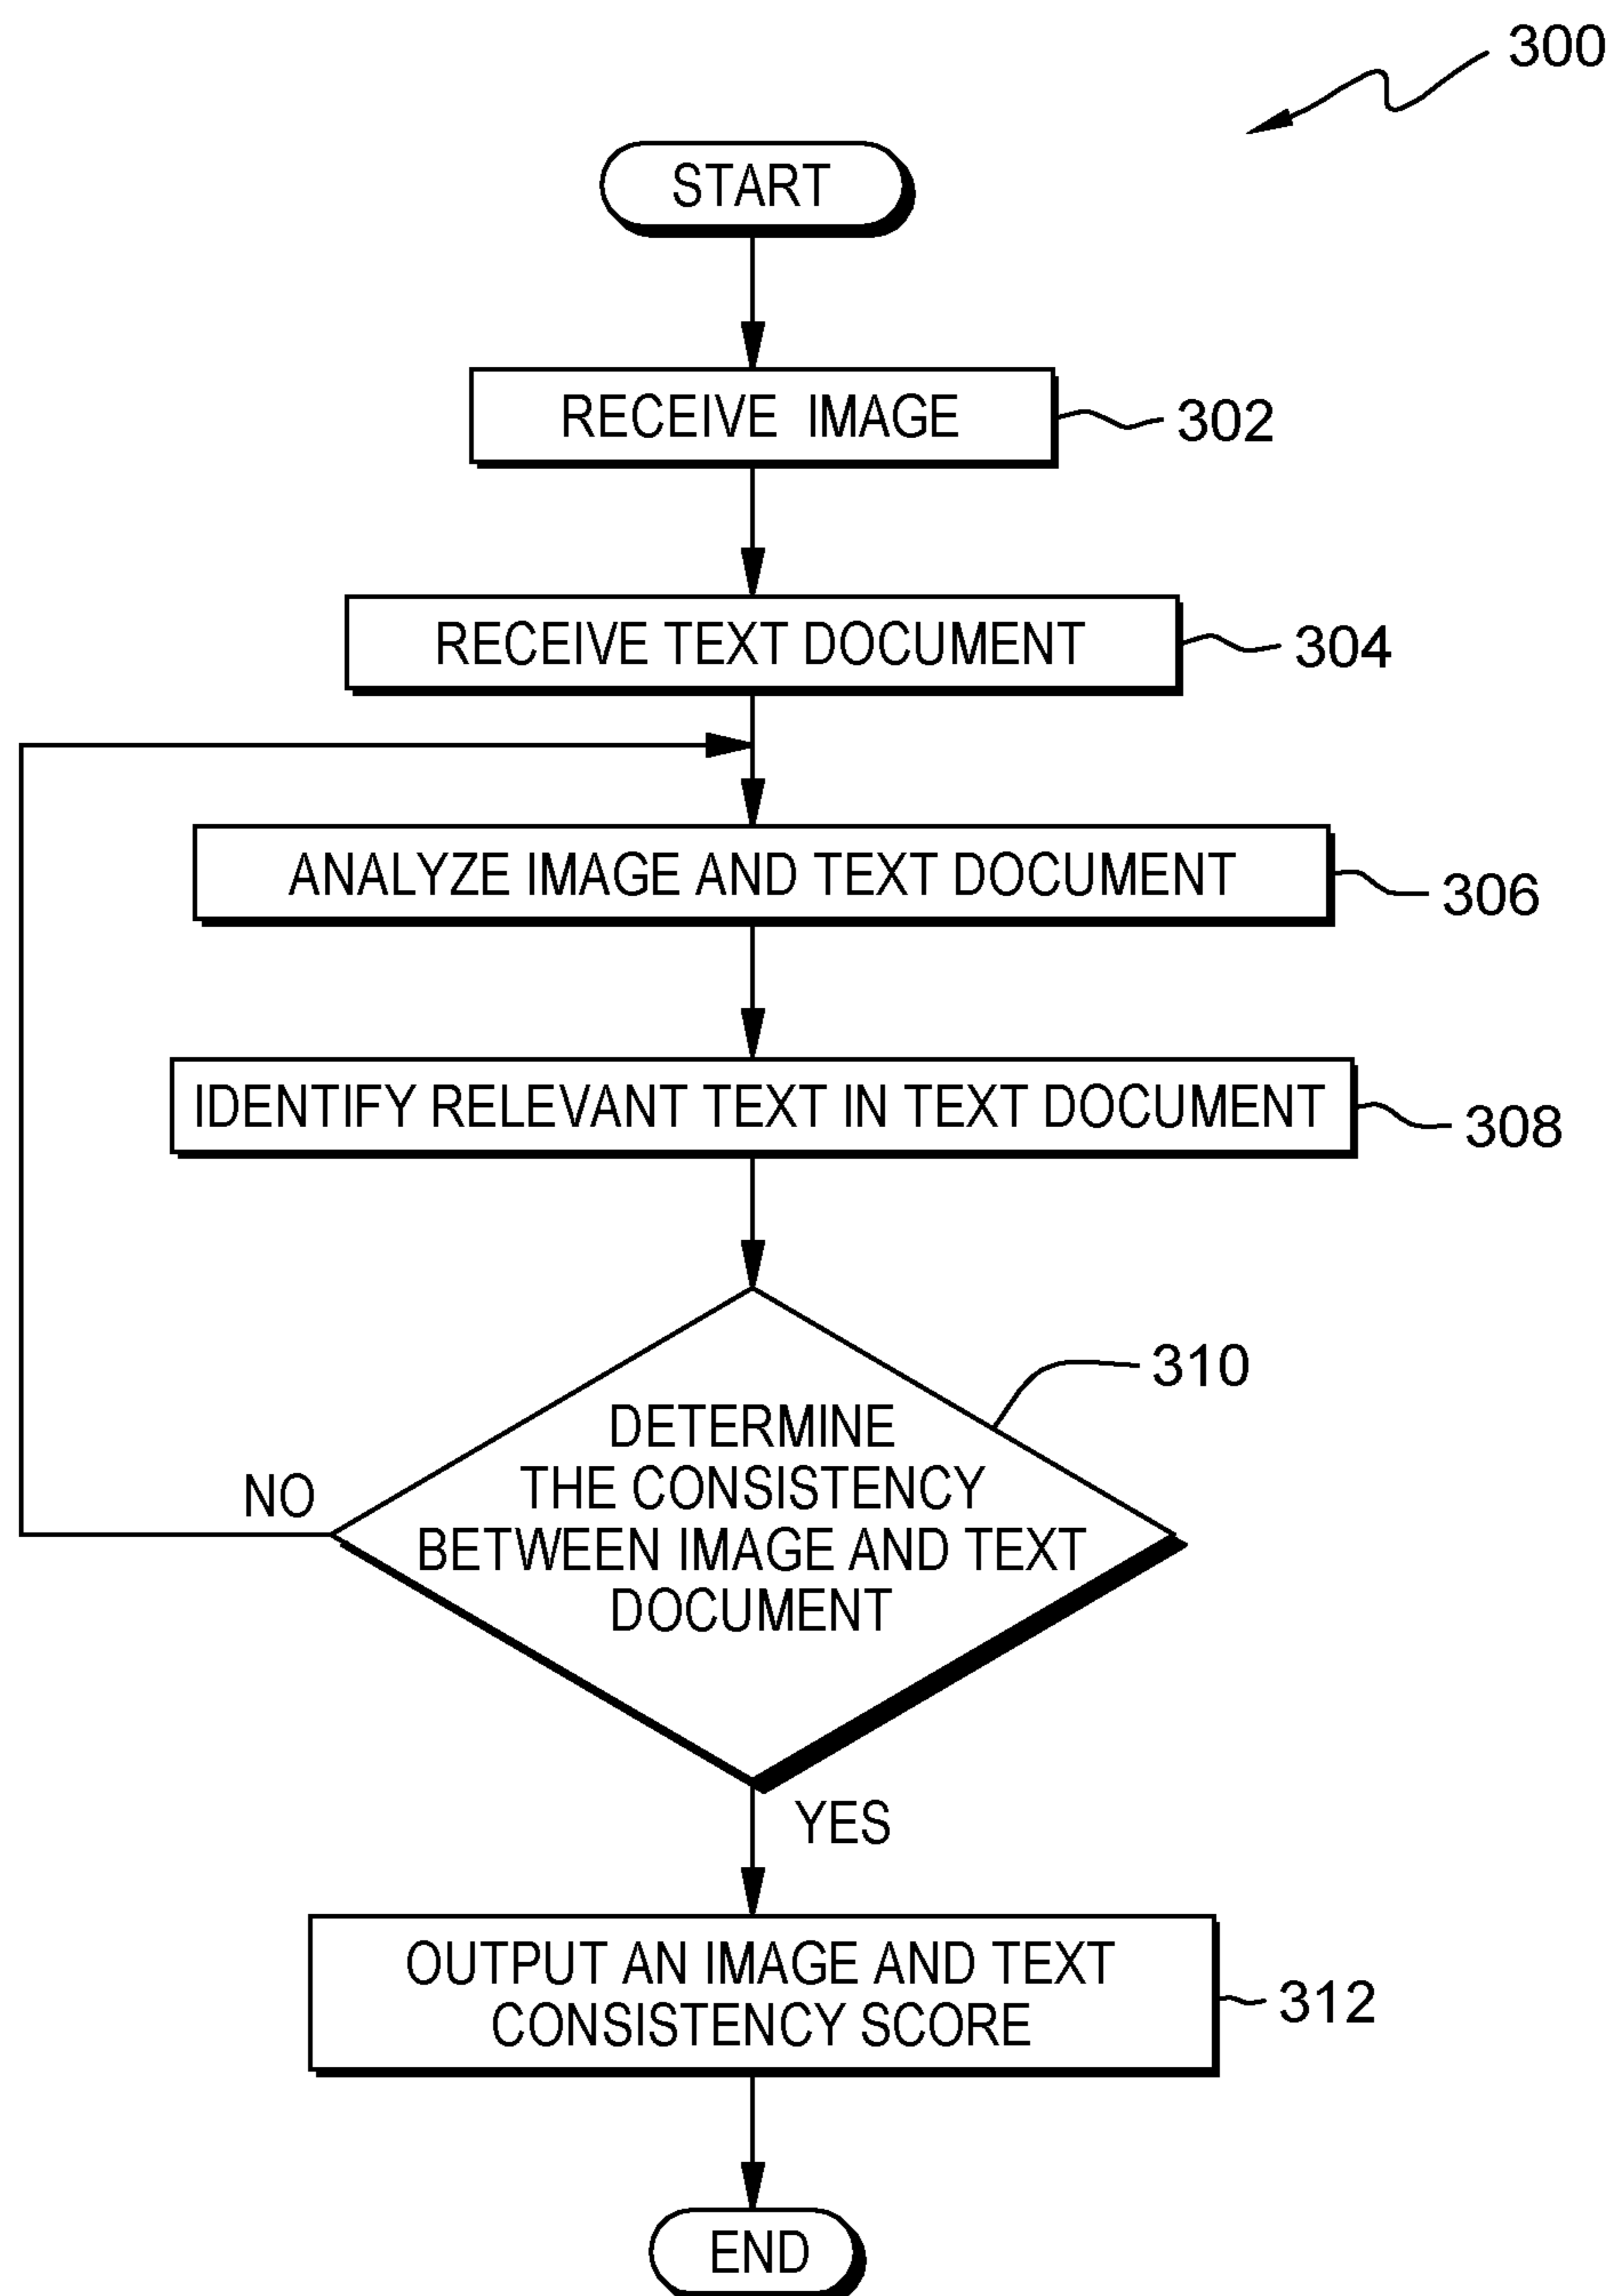 300
START
RECEIVE IMAGE
302
RECEIVE TEXT DOCUMENT
304
ANALYZE IMAGE AND TEXT DOCUMENT
306
IDENTIFY RELEVANT TEXT IN TEXT DOCUMENT
308
310
DETERMINE
THE CONSISTENCY
BETWEEN IMAGE AND TEXT
DOCUMENT
NO
YES
OUTPUT AN IMAGE AND TEXT
CONSISTENCY SCORE
312
END